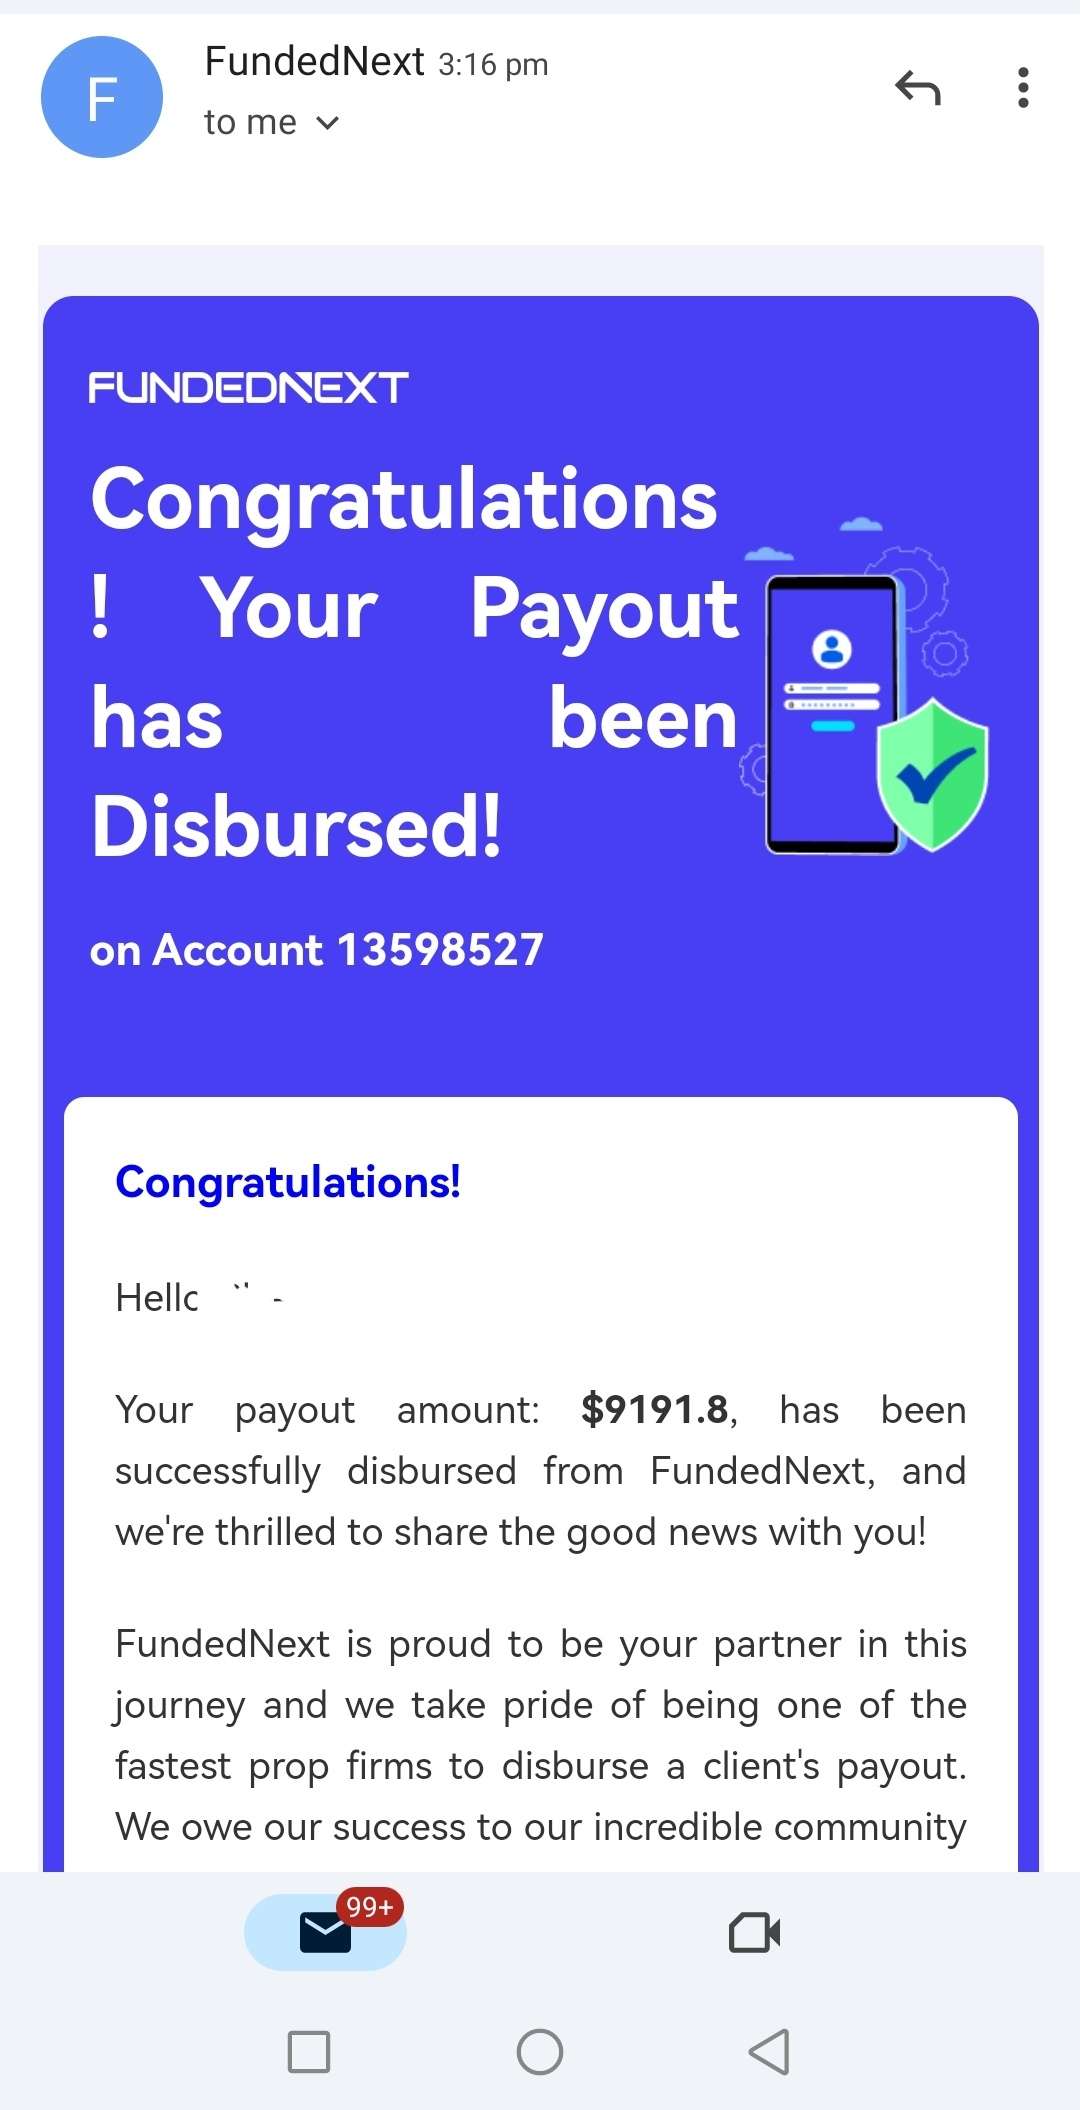 F
FundedNext 3:16 pm
to me
FUNDEDNEXT
Congratulations
! Your Payout
has been
Disbursed!
on Account 13598527
Congratulations!
Your payout amount: $9191.8, has been
successfully disbursed from FundedNext, and
we're thrilled to share the good news with you!
FundedNext is proud to be your partner in this
journey and we take pride of being one of the
fastest prop firms to disburse a client's payout.
We owe our success to our incredible community
99+